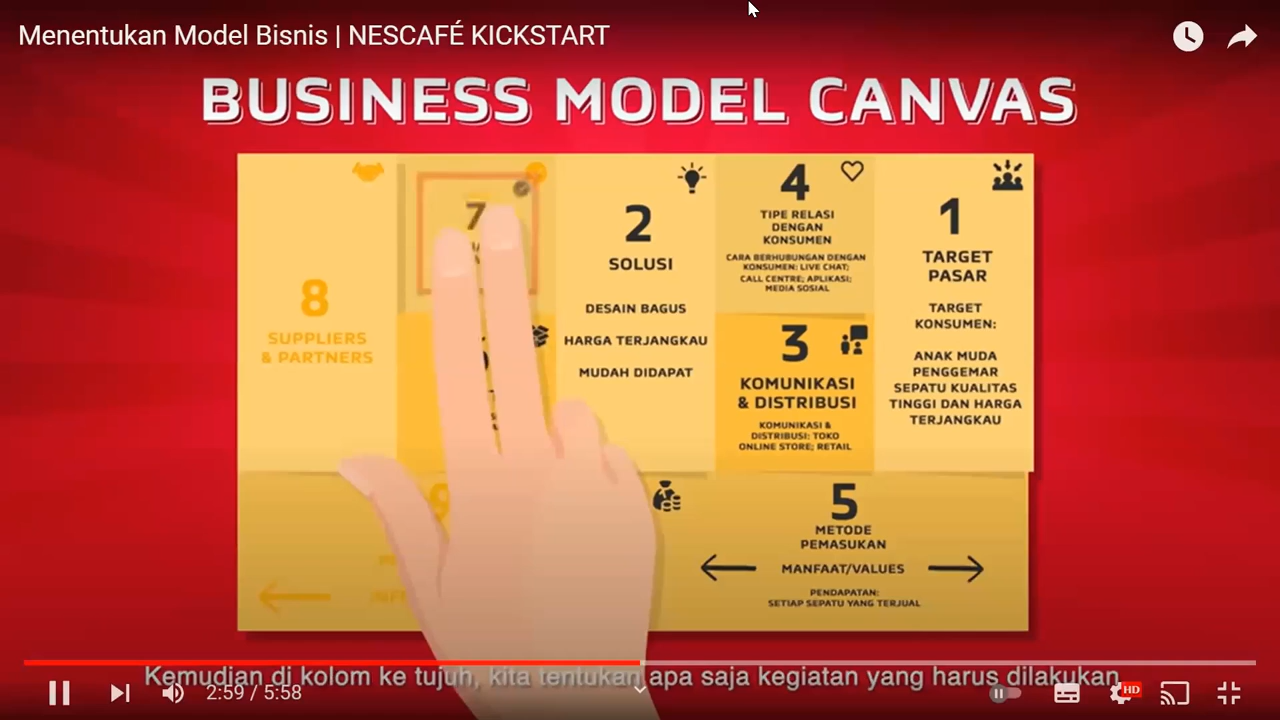 Menentukan Model Bisnis | NESCAFÉ KICKSTART
BUSINESS MODEL CANVAS
8
SUPPLIERS
& PARTNERS
7
2
SOLUSI
DESAIN BAGUS
HARGA TERJANGKAU
MUDAH DIDAPAT
4
TIPE RELASI
DENGAN
KONSUMEN
CARA BERHUBUNGAN DENGAN
KONSUMEN: LIVE CHAT;
CALL CENTRE; APLIKASI;
MEDIA SOSIAL
3
KOMUNIKASI
& DISTRIBUSI
KOMUNIKASI &
DISTRIBUSI: TOKO
ONLINE STORE; RETAIL
1
TARGET
PASAR
TARGET
KONSUMEN:
ANAK MUDA
PENGGEMAR
SEPATU KUALITAS
TINGGI DAN HARGA
TERJANGKAU
9
5
METODE
PEMASUKAN
MANFAAT/VALUES
PENDAPATAN:
SETIAP SEPATU YANG TERJUAL
Kemudian di kolom ke tujuh, kita tentukan apa saja kegiatan yang harus dilakukan
2:59 / 5:58
HD